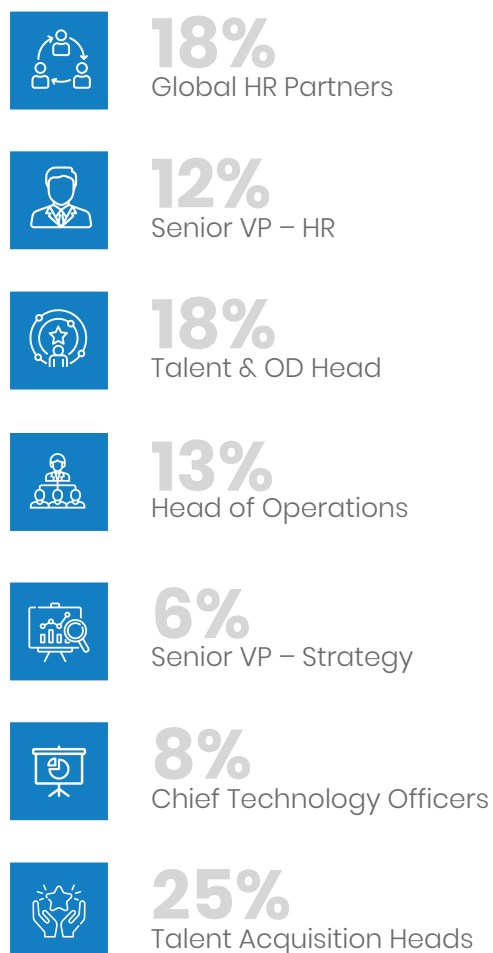 18%
Global HR Partners
12%
Senior VP – HR
18%
Talent & OD Head
13%
Head of Operations
6%
Senior VP – Strategy
8%
Chief Technology Officers
25%
Talent Acquisition Heads